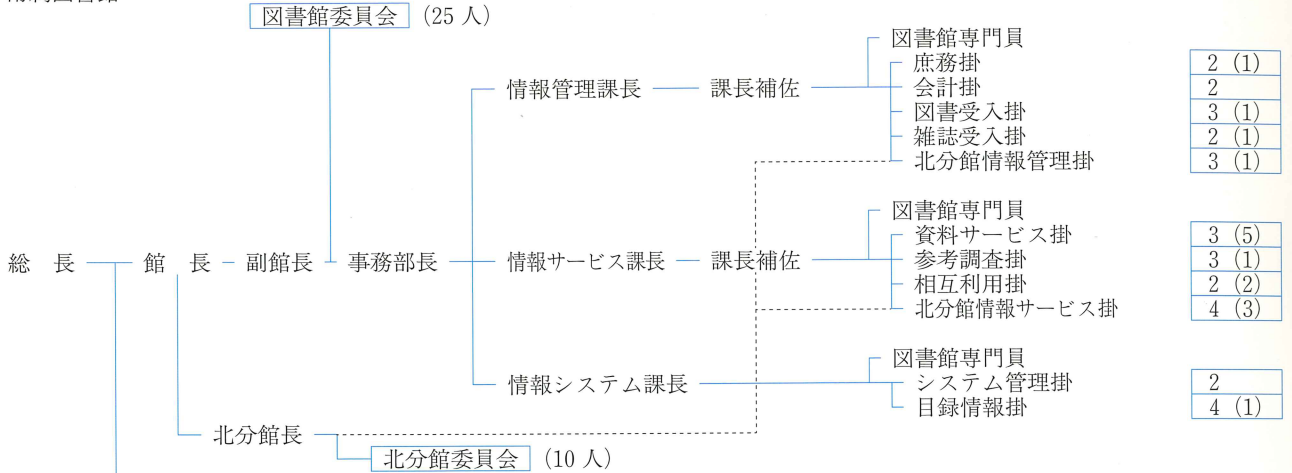 図書館委員会 (25人)
図書館専門員
庶務掛 2 (1)
情報管理課長 課長補佐 会計掛 2
図書受入掛 3 (1)
雑誌受入掛 2 (1)
北分館情報管理掛 3 (1)
図書館専門員
資料サービス掛 3 (5)
総長 館長 副館長 事務部長 情報サービス課長 課長補佐 参考調査掛 3 (1)
相互利用掛 2 (2)
北分館情報サービス掛 4 (3)
図書館専門員
情報システム課長 システム管理掛 2
目録情報掛 4 (1)
北分館長
北分館委員会 (10人)